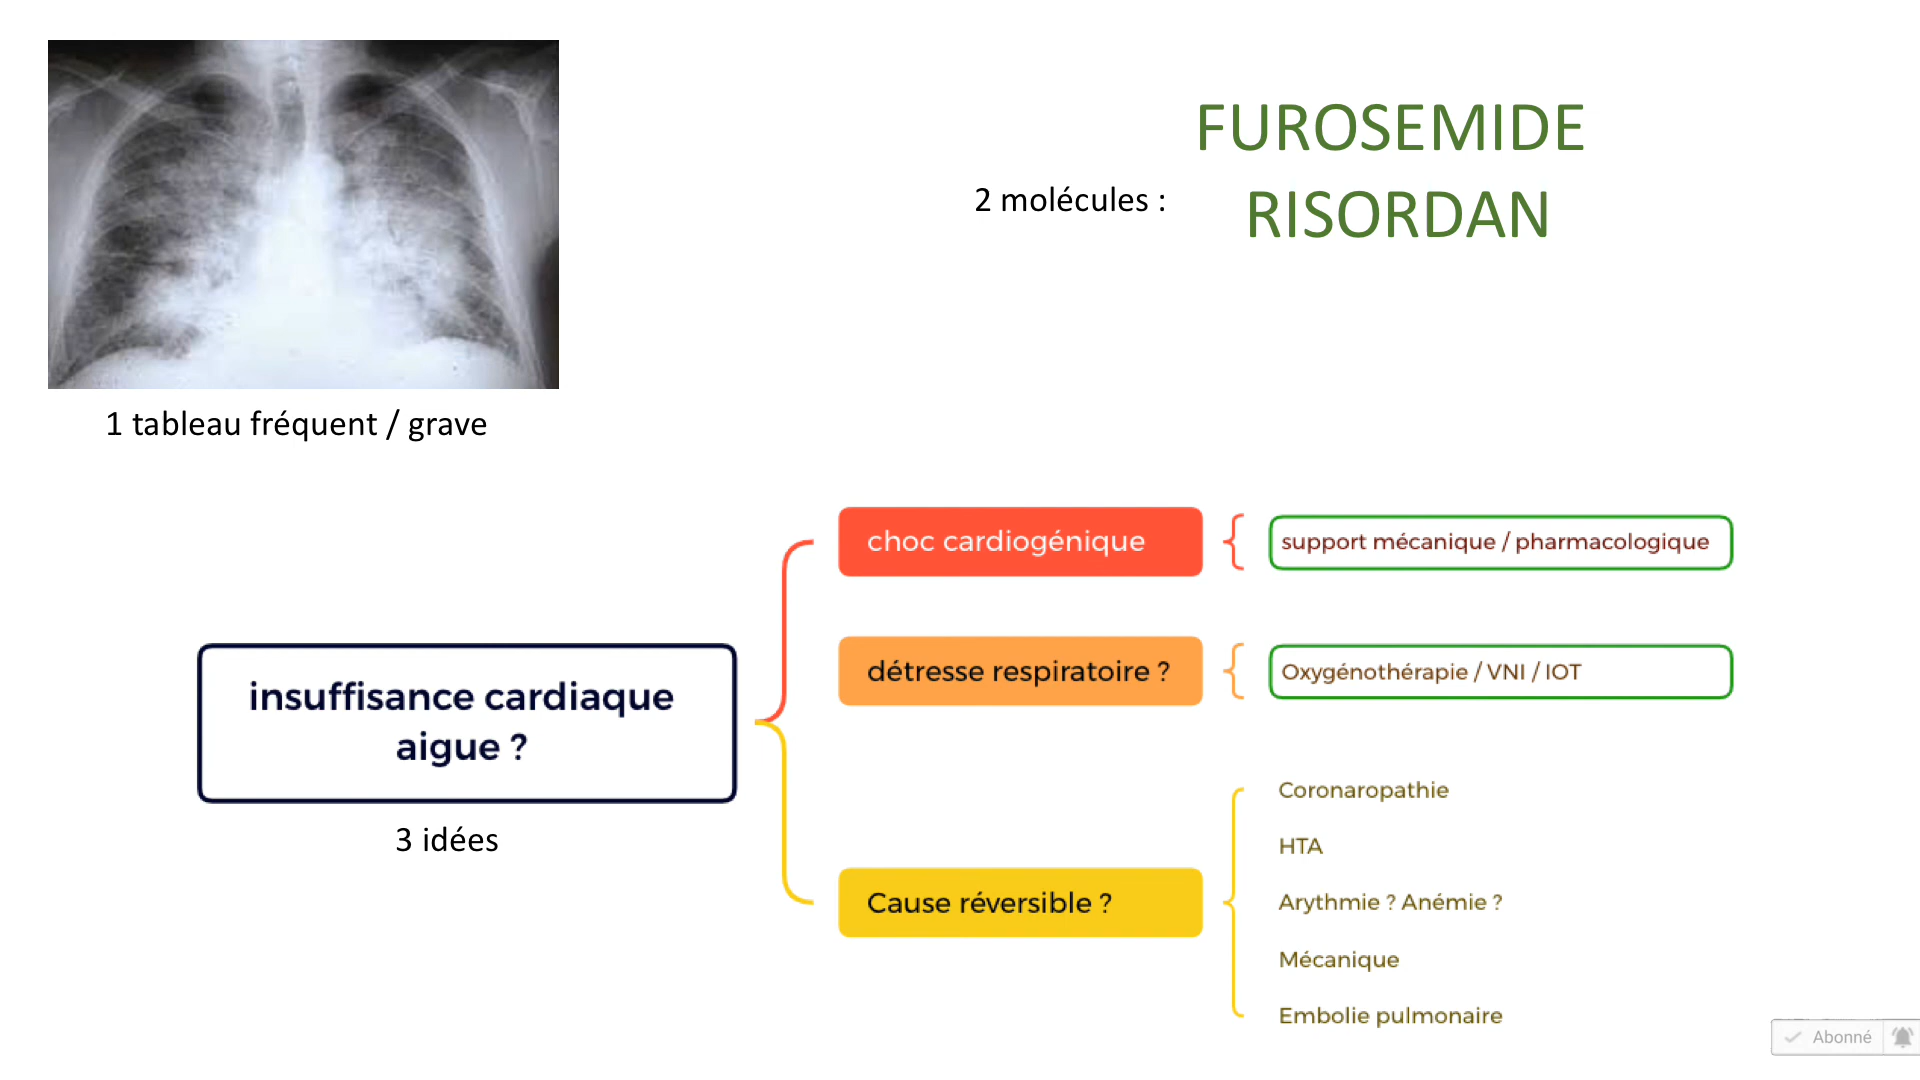 FUROSEMIDE
2 molécules :
RISORDAN
1 tableau fréquent / grave
choc cardiogénique
support mécanique / pharmacologique
détresse respiratoire ?
Oxygénothérapie / VNI / IOT
insuffisance cardiaque
aigue ?
3 idées
Cause réversible ?
Coronaropathie
HTA
Arythmie ? Anémie ?
Mécanique
Embolie pulmonaire
Abonné